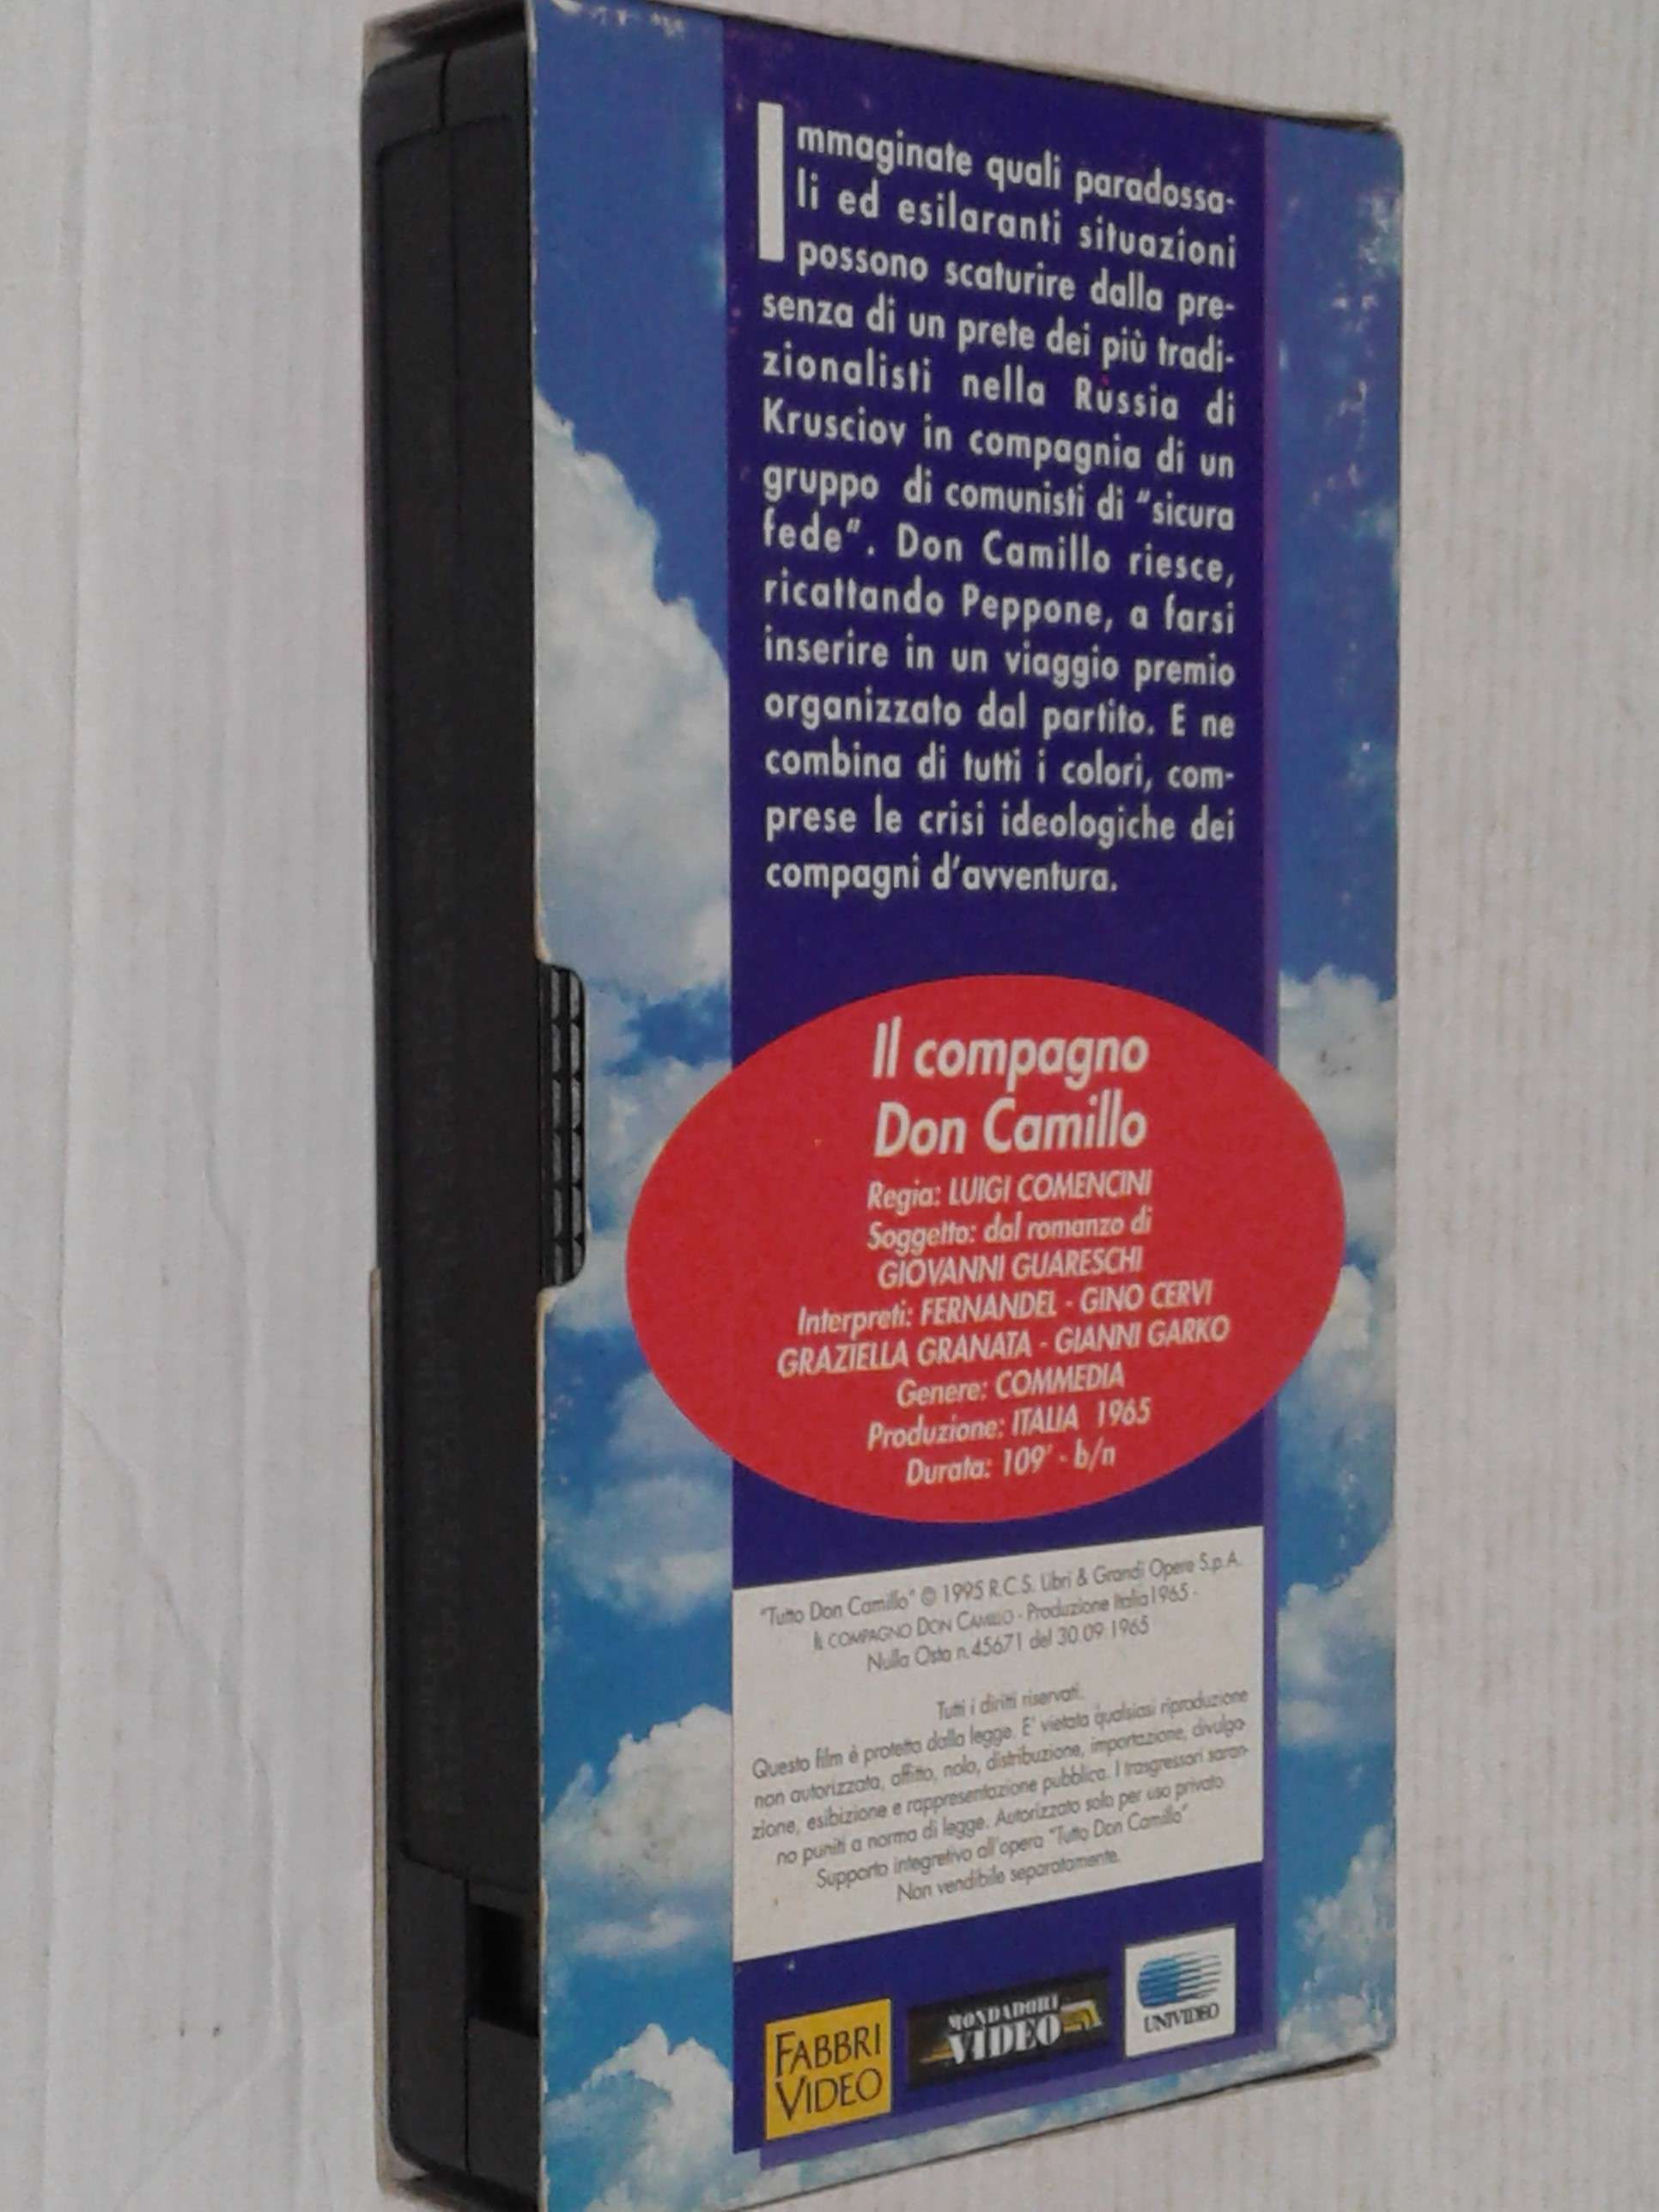 Immaginate quali paradossa-
li ed esilaranti situazioni
possono scaturire dalla pre-
senza di un prete dei più tradi-
zionalisti nella Russia di
Krusciov in compagnia di un
gruppo di comunisti di "sicura
fede". Don Camillo riesce,
ricattando Peppone, a farsi
inserire in un viaggio premio
organizzato dal partito. E ne
combina di tutti i colori, com-
prese le crisi ideologiche dei
compagni d'avventura.
Il compagno
Don Camillo
Regia: LUIGI COMENCINI
Soggetto: dal romanzo di
GIOVANNI GUARESCHI
Interpreti: FERNANDEL - GINO CERVI
GRAZIELLA GRANATA - GIANNI GARKO
Genere: COMMEDIA
Produzione: ITALIA 1965
Durata: 109' - b/n
"Tutto Don Camillo" © 1995 R.C.S. Libri & Grandi Opere S.p.A.
IL COMPAGNO DON CAMILLO - Produzione Italia 1965 -
Nulla Osta n.45671 del 30.09.1965
Tutti i diritti riservati.
Questo film è protetto dalla legge. E' vietata qualsiasi riproduzione
non autorizzata, affitto, nolo, distribuzione, importazione, divulga-
zione, esibizione e rappresentazione pubblica. I trasgressori saran-
no puniti a norma di legge. Autorizzato solo per uso privato
Supporto integrativo all'opera "Tutto Don Camillo"
Non vendibile separatamente.
FABBRI
VIDEO
MONDADORI
VIDEO
UNIVIDEO